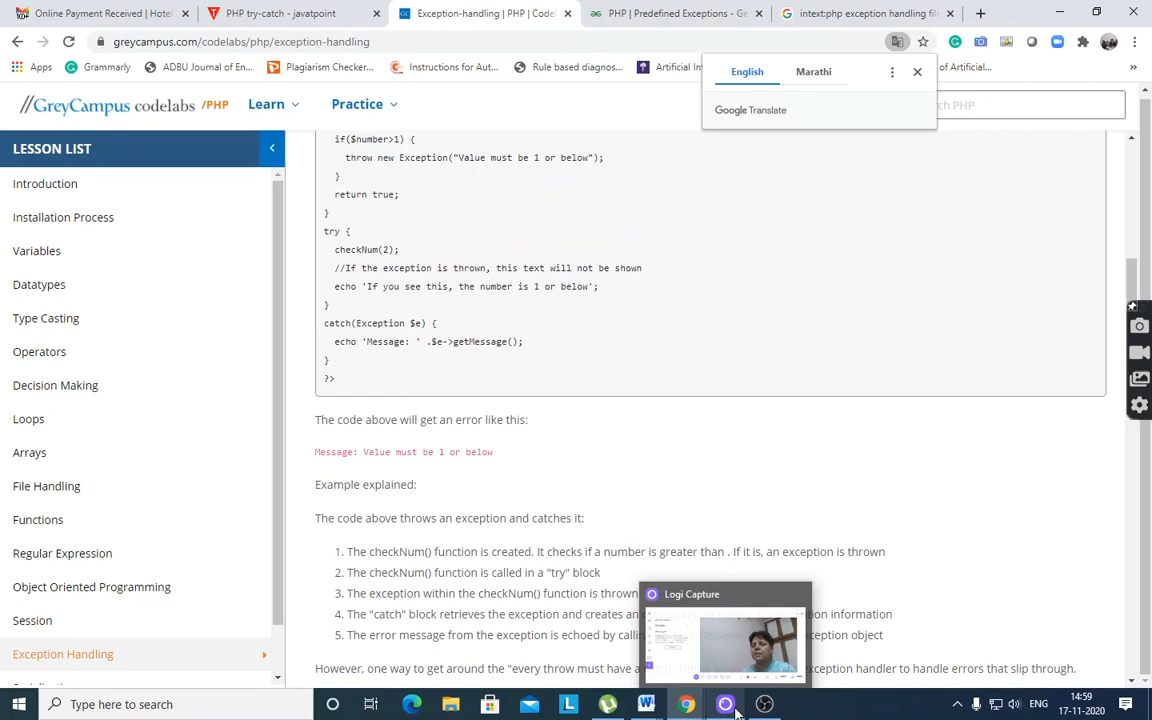 Online Payment Received | Hotel
PHP try-catch - javatpoint
Exception-handling | PHP | Codel
PHP | Predefined Exceptions - Ge
intext:php exception handling file
greycampus.com/codelabs/php/exception-handling
Apps
Grammarly
ADBU Journal of En...
Plagiarism Checker...
Instructions for Aut...
Rule based diagnos...
Artificial Int
of Artificial...
English
Marathi
Google Translate
//GreyCampus codelabs /PHP
Learn
Practice
ch PHP
LESSON LIST
Introduction
Installation Process
Variables
Datatypes
Type Casting
Operators
Decision Making
Loops
Arrays
File Handling
Functions
Regular Expression
Object Oriented Programming
Session
Exception Handling
if($number>1) {
throw new Exception("Value must be 1 or below");
}
return true;
}
try {
checkNum(2);
//If the exception is thrown, this text will not be shown
echo 'If you see this, the number is 1 or below';
}
catch(Exception $e) {
echo 'Message: ' .$e->getMessage();
}
?>
The code above will get an error like this:
Message: Value must be 1 or below
Example explained:
The code above throws an exception and catches it:
1. The checkNum() function is created. It checks if a number is greater than . If it is, an exception is thrown
2. The checkNum() function is called in a "try" block
3. The exception within the checkNum() function is thrown
4. The "catch" block retrieves the exception and creates an information
5. The error message from the exception is echoed by calli exception object
However, one way to get around the "every throw must have a exception handler to handle errors that slip through.
Logi Capture
Type here to search
ENG
14:59
17-11-2020